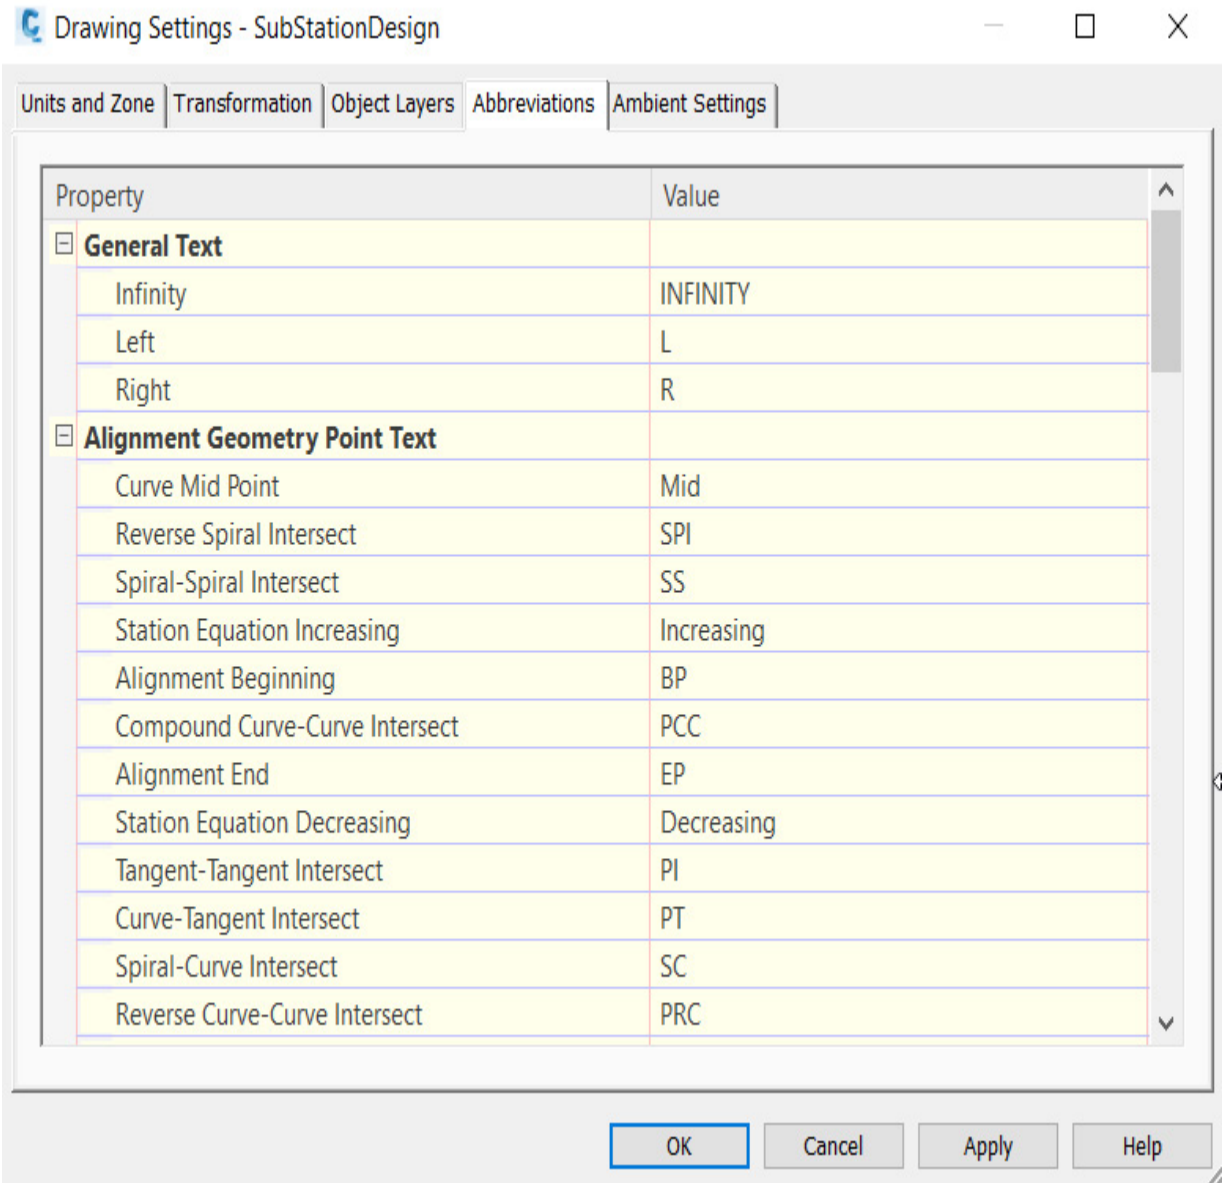 Drawing Settings - SubStationDesign
Units and Zone Transformation Object Layers Abbreviations Ambient Settings
Property Value
General Text
Infinity INFINITY
Left L
Right R
Alignment Geometry Point Text
Curve Mid Point Mid
Reverse Spiral Intersect SPI
Spiral-Spiral Intersect SS
Station Equation Increasing Increasing
Alignment Beginning BP
Compound Curve-Curve Intersect PCC
Alignment End EP
Station Equation Decreasing Decreasing
Tangent-Tangent Intersect PI
Curve-Tangent Intersect PT
Spiral-Curve Intersect SC
Reverse Curve-Curve Intersect PRC
OK Cancel Apply Help